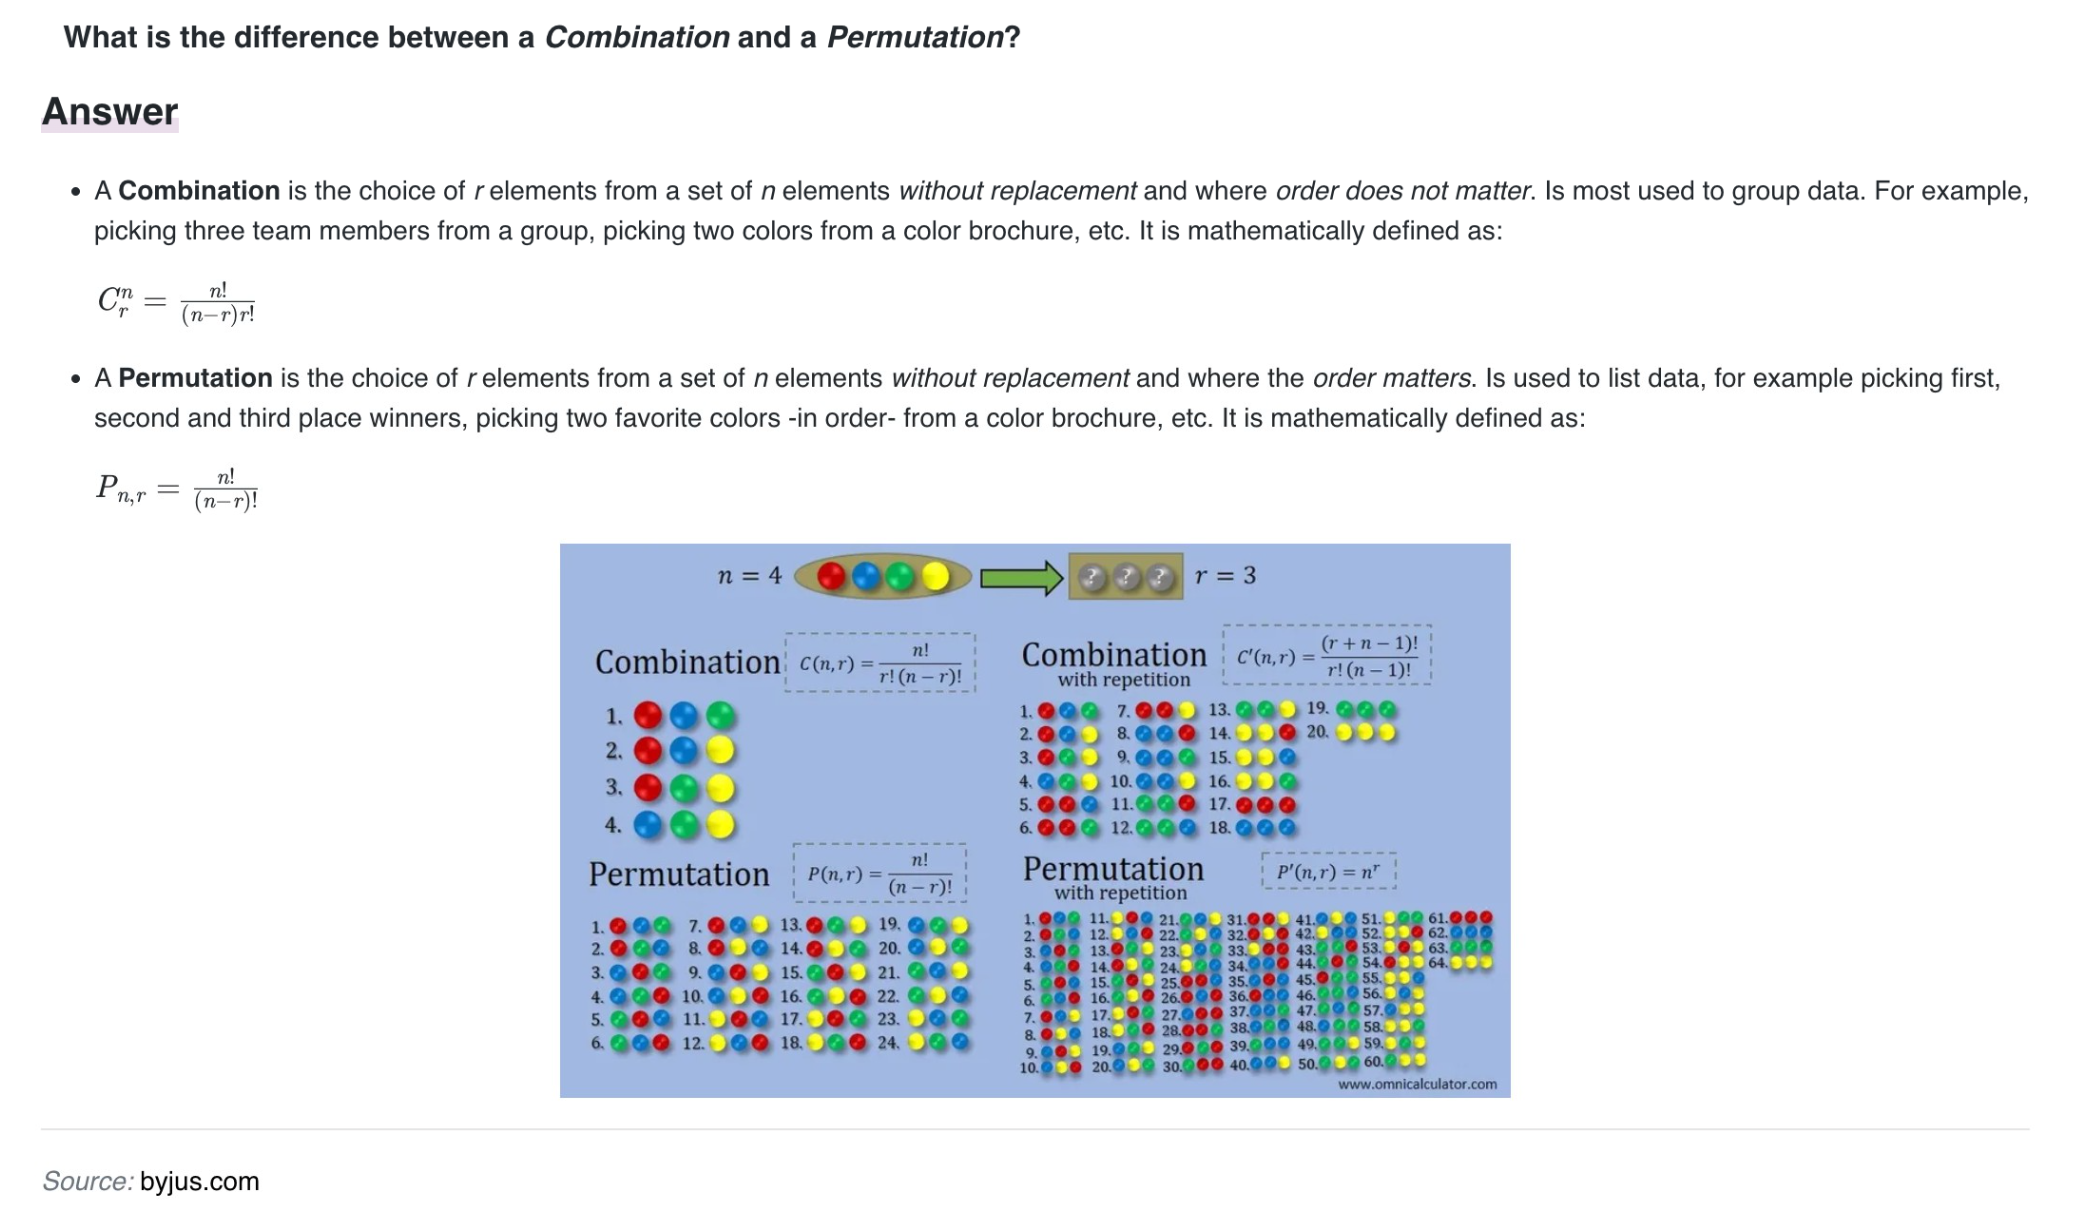 What is the difference between a Combination and a Permutation?
Answer
• A Combination is the choice of r elements from a set of n elements without replacement and where order does not matter. Is most used to group data. For example,
picking three team members from a group, picking two colors from a color brochure, etc. It is mathematically defined as:
C^n_r = n! / (n−r)r!
• A Permutation is the choice of r elements from a set of n elements without replacement and where the order matters. Is used to list data, for example picking first,
second and third place winners, picking two favorite colors -in order- from a color brochure, etc. It is mathematically defined as:
P_n,r = n! / (n−r)!
n = 4 ? ? ? r = 3
Combination C(n,r) = n! / r! (n − r)!
1.
2.
3.
4.
Combination C'(n,r) = (r + n − 1)! / r! (n − 1)!
with repetition
1. 7. 13. 19.
2. 8. 14. 20.
3. 9. 15.
4. 10. 16.
5. 11. 17.
6. 12. 18.
Permutation P(n,r) = n! / (n − r)!
1. 7. 13. 19.
2. 8. 14. 20.
3. 9. 15. 21.
4. 10. 16. 22.
5. 11. 17. 23.
6. 12. 18. 24.
Permutation P'(n,r) = n^r
with repetition
1. 11. 21. 31. 41. 51. 61.
2. 12. 22. 32. 42. 52. 62.
3. 13. 23. 33. 43. 53. 63.
4. 14. 24. 34. 44. 54. 64.
5. 15. 25. 35. 45. 55.
6. 16. 26. 36. 46. 56.
7. 17. 27. 37. 47. 57.
8. 18. 28. 38. 48. 58.
9. 19. 29. 39. 49. 59.
10. 20. 30. 40. 50. 60.
www.omnicalculator.com
Source: byjus.com